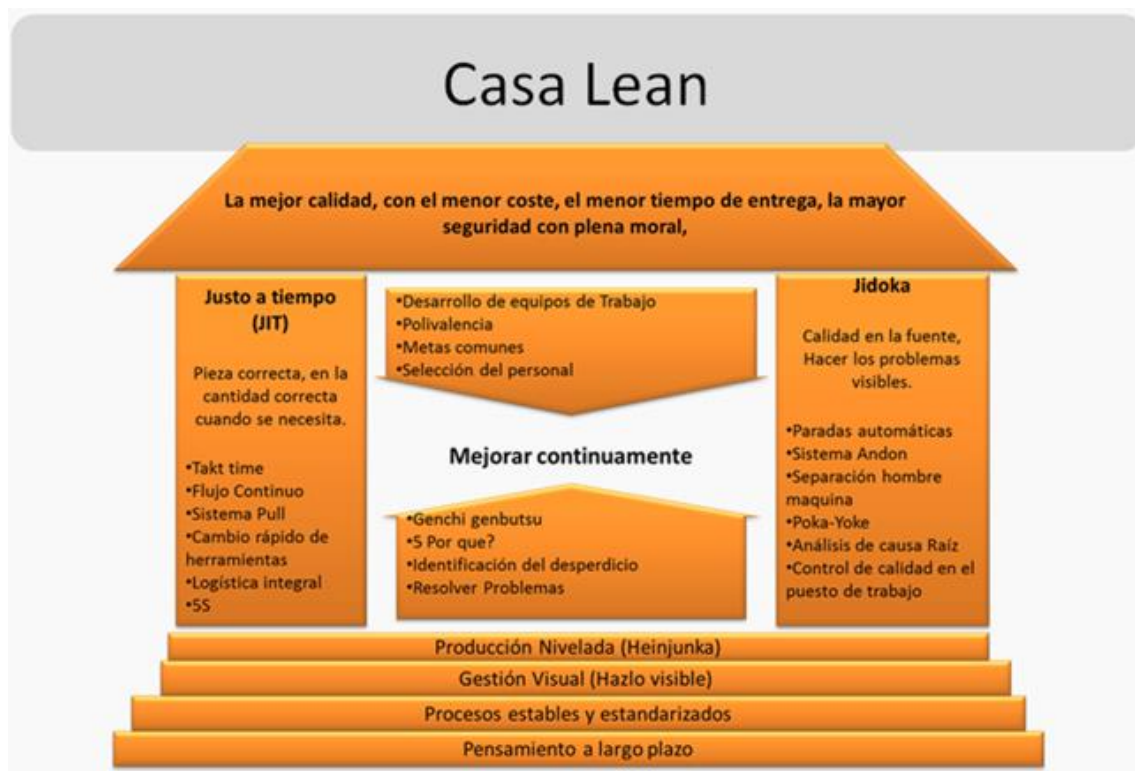 Casa Lean
La mejor calidad, con el menor coste, el menor tiempo de entrega, la mayor
seguridad con plena moral,
Justo a tiempo
(JIT)
Pieza correcta, en la
cantidad correcta
cuando se necesita.
•Takt time
•Flujo Continuo
•Sistema Pull
•Cambio rápido de
herramientas
•Logística integral
•5S
•Desarrollo de equipos de Trabajo
•Polivalencia
•Metas comunes
•Selección del personal
Mejorar continuamente
•Genchi genbutsu
•5 Por que?
•Identificación del desperdicio
•Resolver Problemas
Jidoka
Calidad en la fuente,
Hacer los problemas
visibles.
•Paradas automáticas
•Sistema Andon
•Separación hombre
maquina
•Poka-Yoke
•Análisis de causa Raíz
•Control de calidad en el
puesto de trabajo
Producción Nivelada (Heinjunka)
Gestión Visual (Hazlo visible)
Procesos estables y estandarizados
Pensamiento a largo plazo